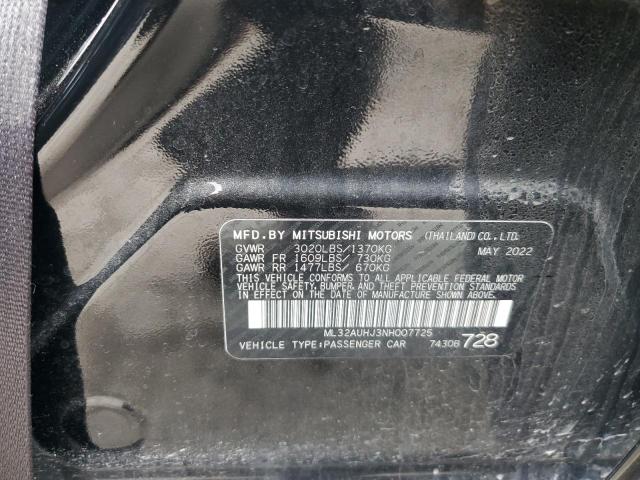 MFD.BY MITSUBISHI MOTORS (THAILAND)CO.,LTD.
GVWR 3020LBS/1370KG MAY 2022
GAWR FR 1609LBS/ 730KG
GAWR RR 1477LBS/ 670KG
THIS VEHICLE CONFORMS TO ALL APPLICABLE FEDERAL MOTOR
VEHICLE SAFETY,BUMPER,AND THEFT PREVENTION STANDARDS
IN EFFECT ON THE DATE OF MANUFACTURE SHOWN ABOVE.
ML32AUHJ3NH007725
VEHICLE TYPE:PASSENGER CAR 7430B 728